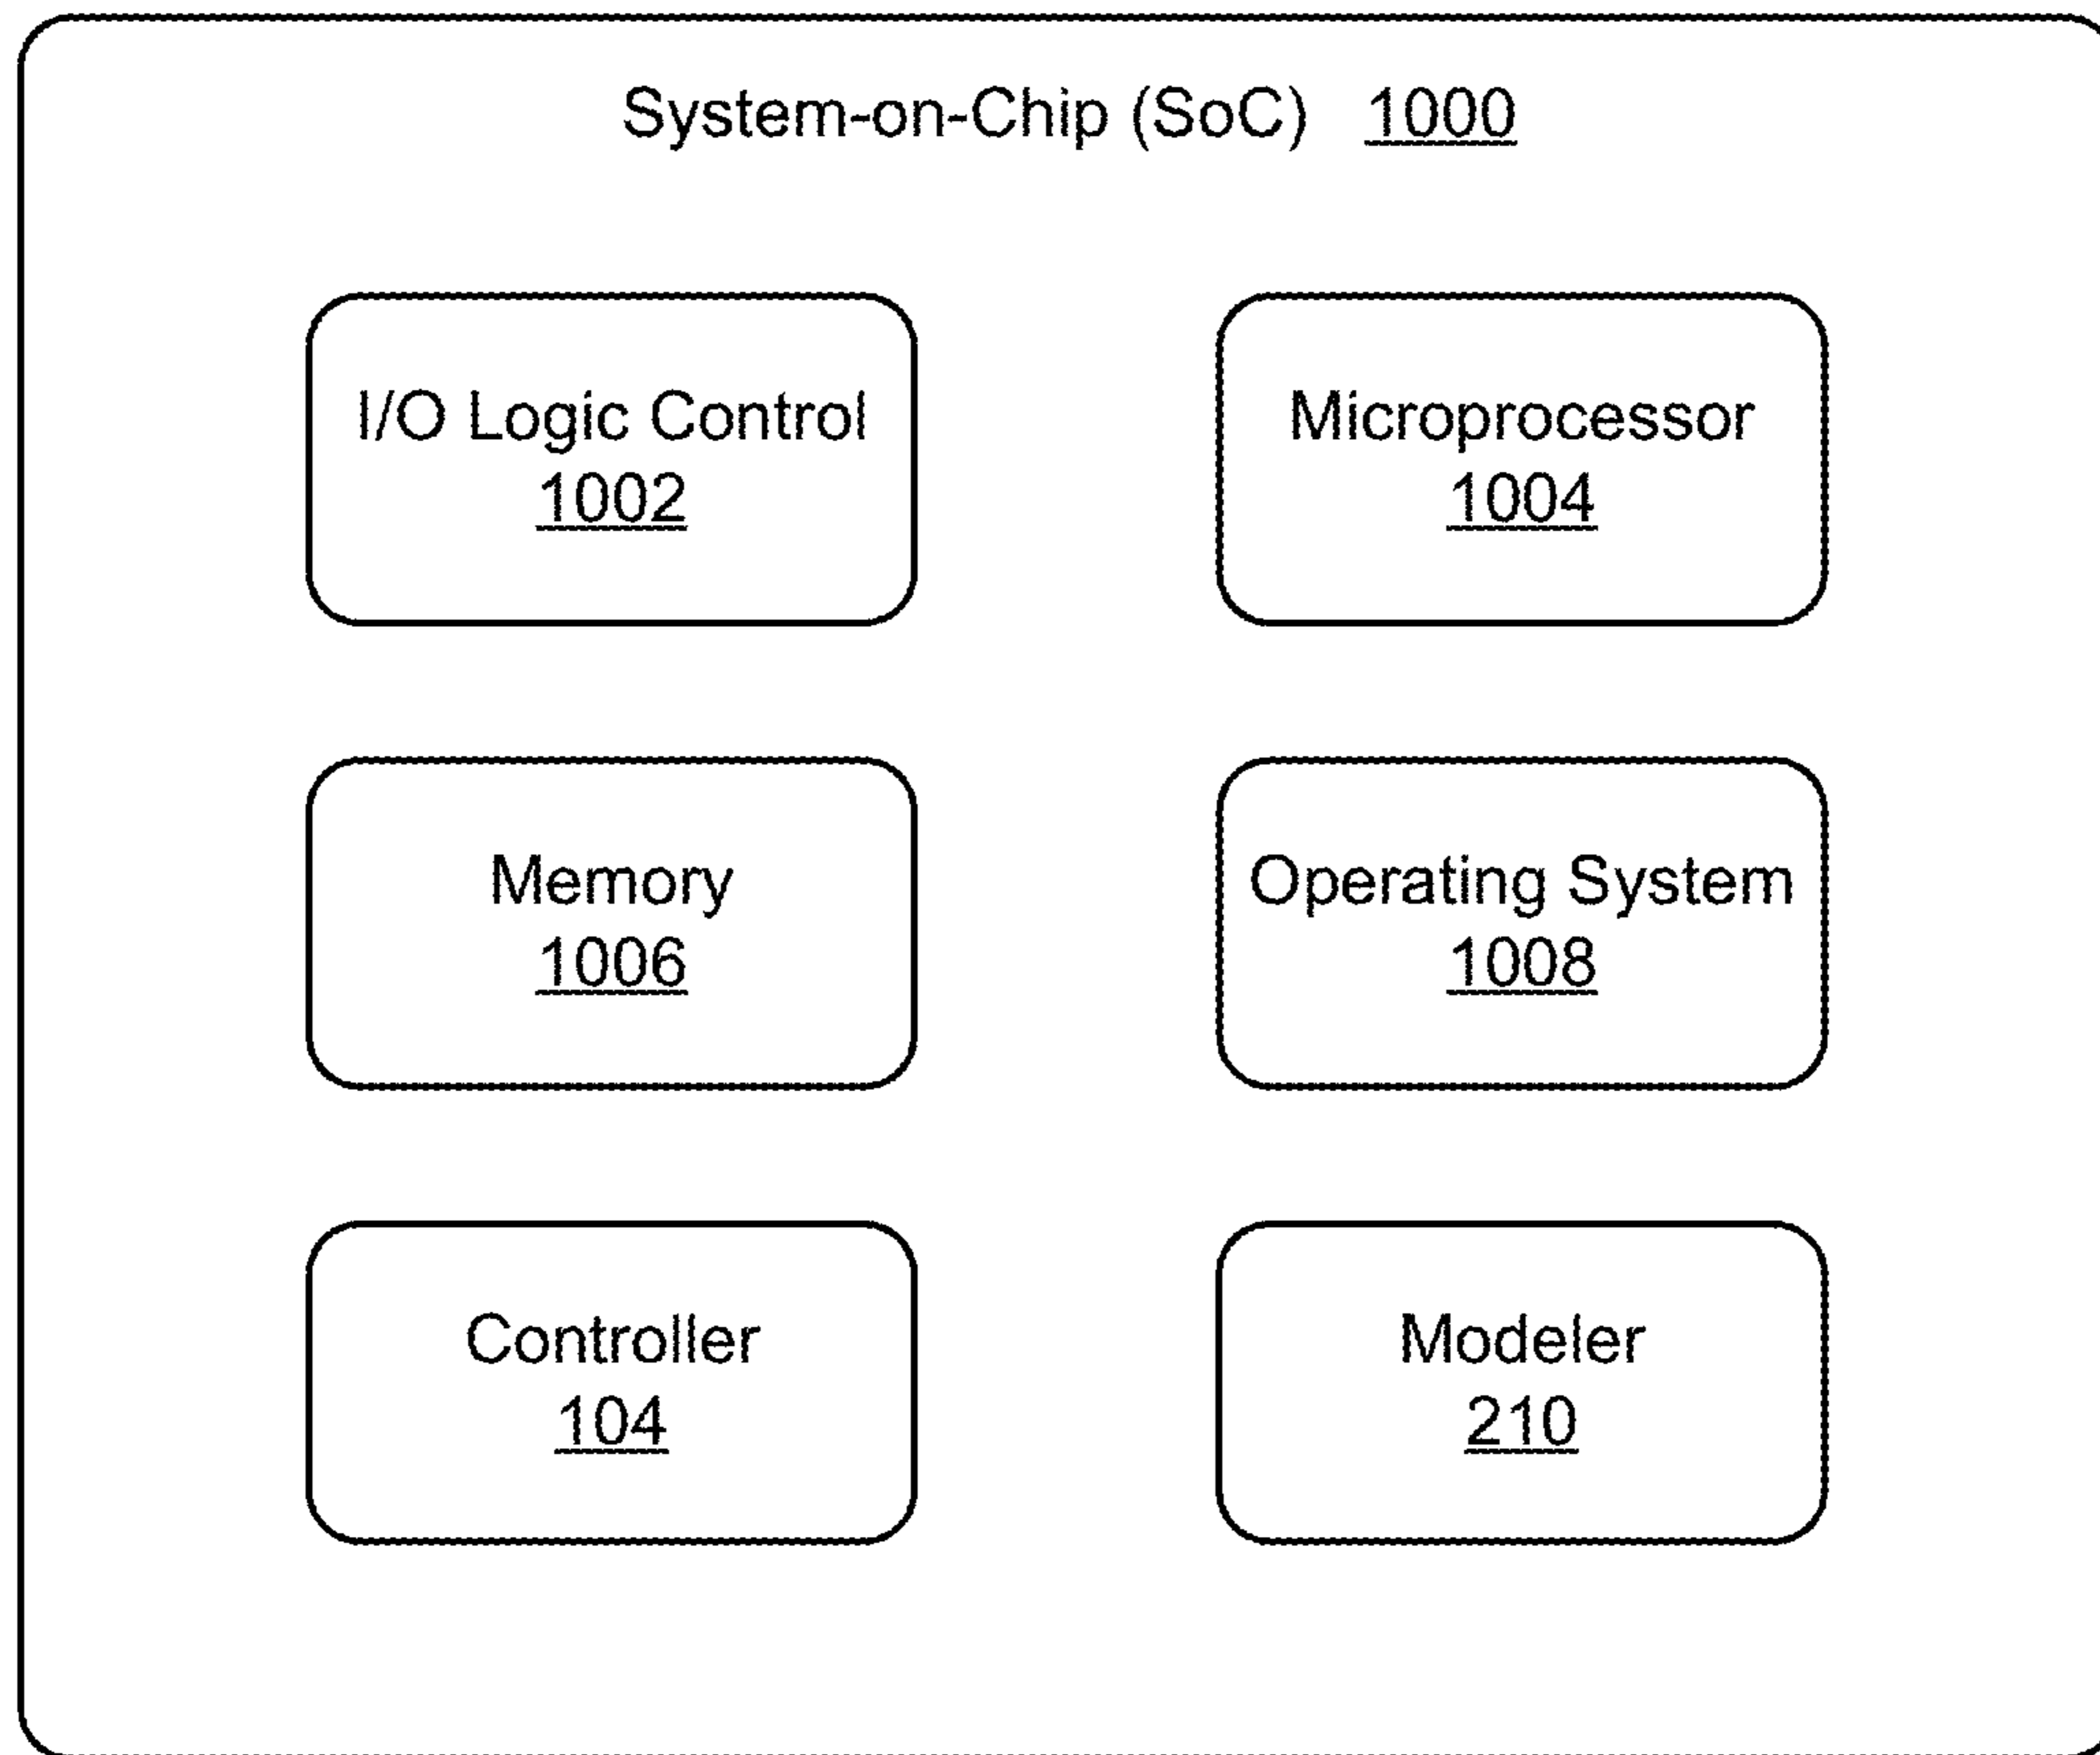 System-on-Chip (SoC) 1000
I/O Logic Control
1002
Microprocessor
1004
Memory
1006
Operating System
1008
Controller
104
Modeler
210